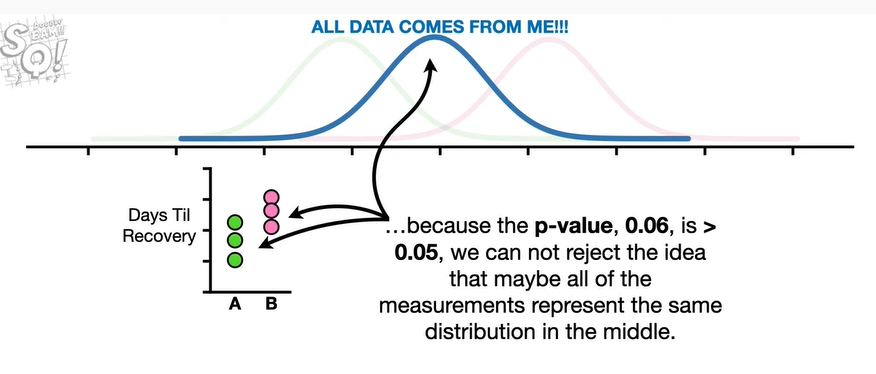 ALL DATA COMES FROM ME!!!
Days Til
Recovery
A B
...because the p-value, 0.06, is >
0.05, we can not reject the idea
that maybe all of the
measurements represent the same
distribution in the middle.